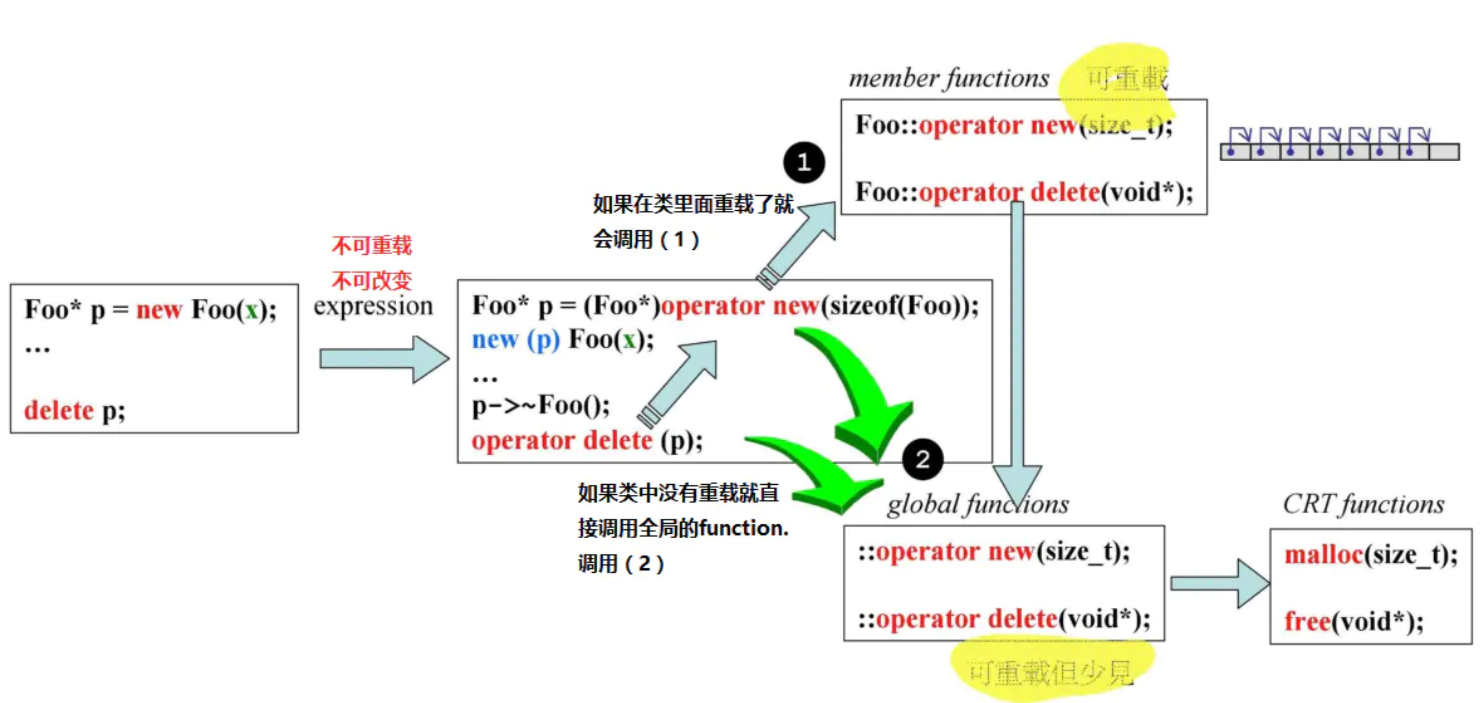 member functions 可重載
Foo::operator new(size_t);
Foo::operator delete(void*);
1
如果在类里面重载了就
会调用（1）
不可重载
不可改变
expression
Foo* p = new Foo(x);
...
delete p;
Foo* p = (Foo*)operator new(sizeof(Foo));
new (p) Foo(x);
...
p->~Foo();
operator delete (p);
2
如果类中没有重载就直
接调用全局的function.
调用（2）
global functions
::operator new(size_t);
::operator delete(void*);
可重載但少見
CRT functions
malloc(size_t);
free(void*);